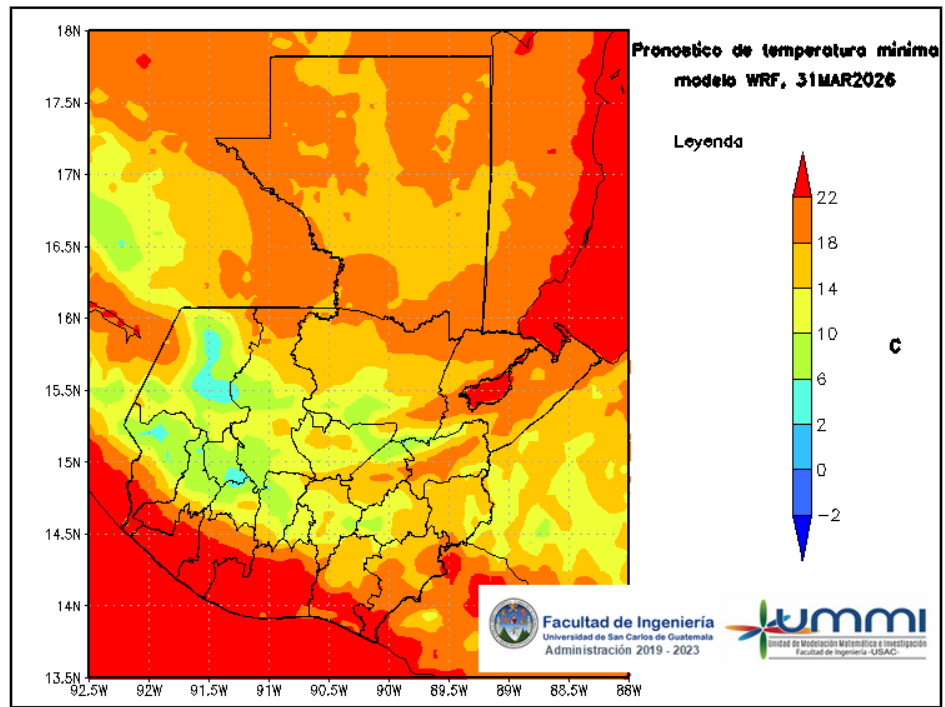 Pronostico de temperatura minima
modelo WRF, 31MAR2026
Leyenda
22
18
14
10
6
2
0
−2
C
18N
17.5N
17N
16.5N
16N
15.5N
15N
14.5N
14N
13.5N
92.5W 92W 91.5W 91W 90.5W 90W 89.5W 89W 88.5W 88W
Facultad de Ingeniería
Universidad de San Carlos de Guatemala
Administración 2019 - 2023
UMMI
Unidad de Modelación Matemática e Investigación
Facultad de Ingeniería -USAC-